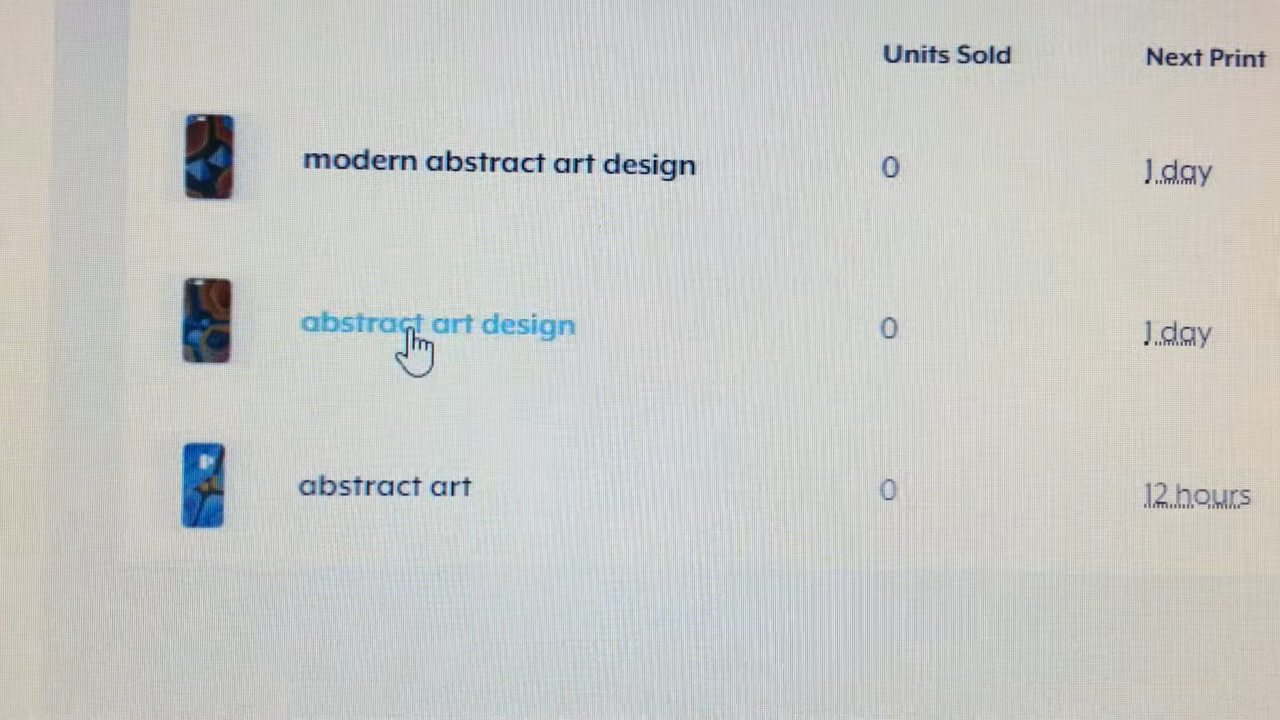 Units Sold Next Print
modern abstract art design 0 1 day
abstract art design 0 1 day
abstract art 0 12 hours